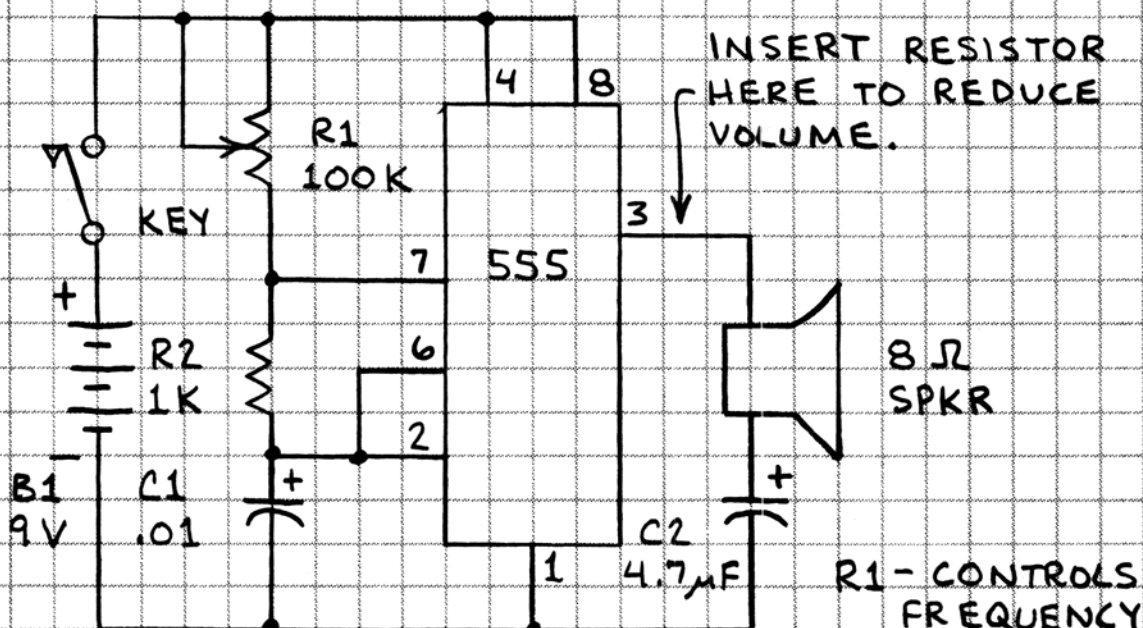 INSERT RESISTOR
HERE TO REDUCE
VOLUME.
4
8
R1
100K
KEY
3
7
555
+
6
R2
1K
8 Ω
SPKR
2
−
+
+
B1
9V
C1
.01
C2
4.7μF
1
R1 - CONTROLS
FREQUENCY